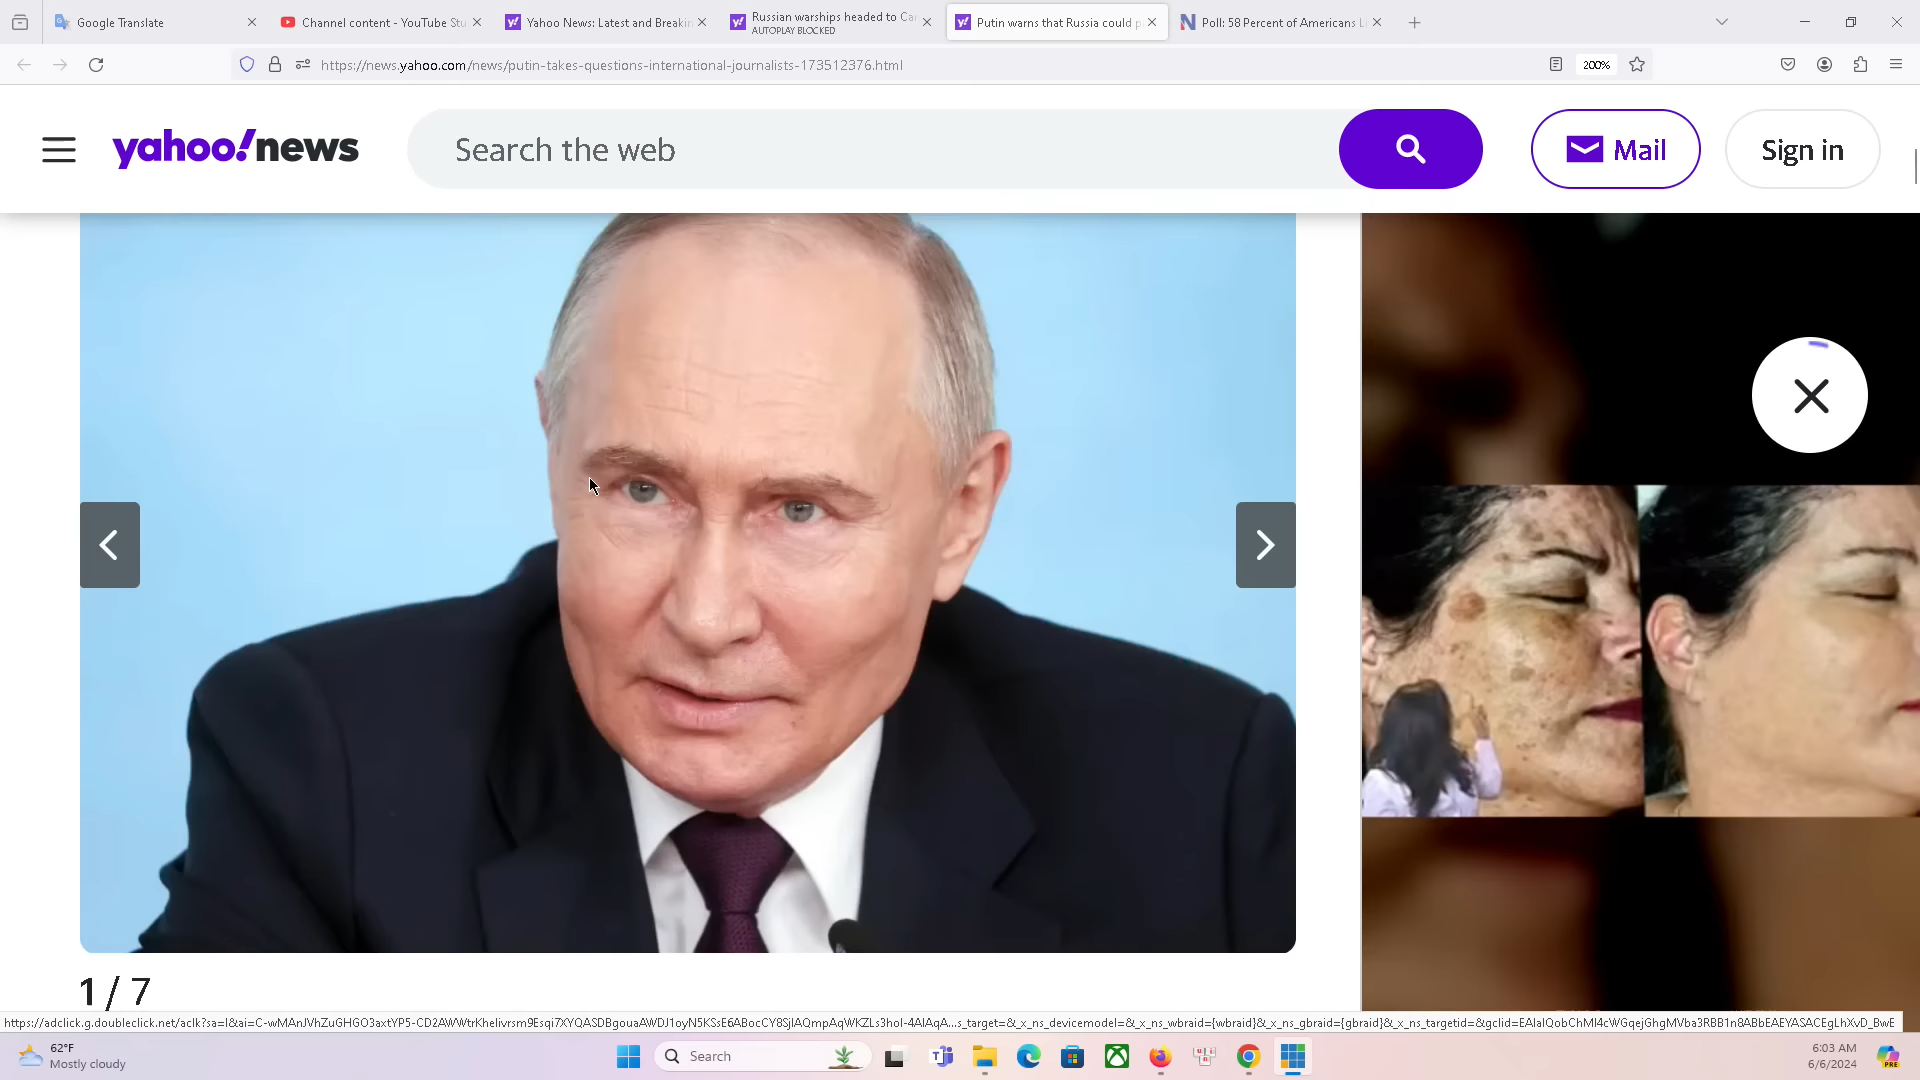 Google Translate
Channel content - YouTube Stu
Yahoo News: Latest and Breakin
Russian warships headed to Car
AUTOPLAY BLOCKED
Putin warns that Russia could p
Poll: 58 Percent of Americans L
https://news.yahoo.com/news/putin-takes-questions-international-journalists-173512376.html
200%
yahoo!news
Search the web
Mail
Sign in
1 / 7
62°F
Mostly cloudy
Search
6:03 AM
6/6/2024
PRE